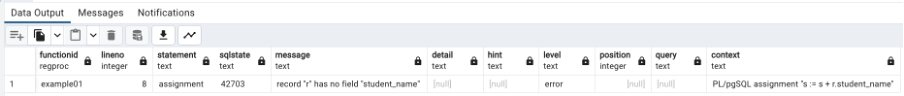 Data Output Messages Notifications
functionid lineno statement sqlstate message detail hint level position query context
regproc integer text text text text text text integer text text
1 example01 8 assignment 42703 record "r" has no field "student_name" [null] [null] error [null] [null] PL/pgSQL assignment "s := s + r.student_name"